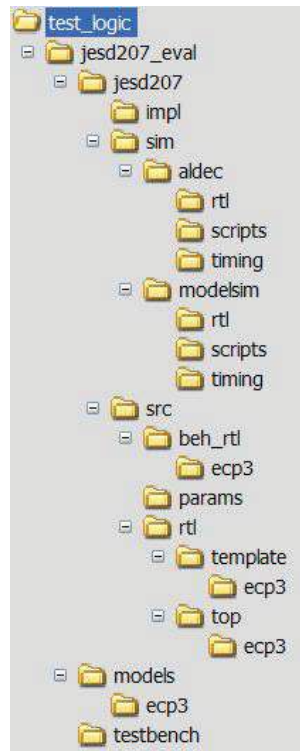 test_logic
jesd207_eval
jesd207
impl
sim
aldec
rtl
scripts
timing
modelsim
rtl
scripts
timing
src
beh_rtl
ecp3
params
rtl
template
ecp3
top
ecp3
models
ecp3
testbench